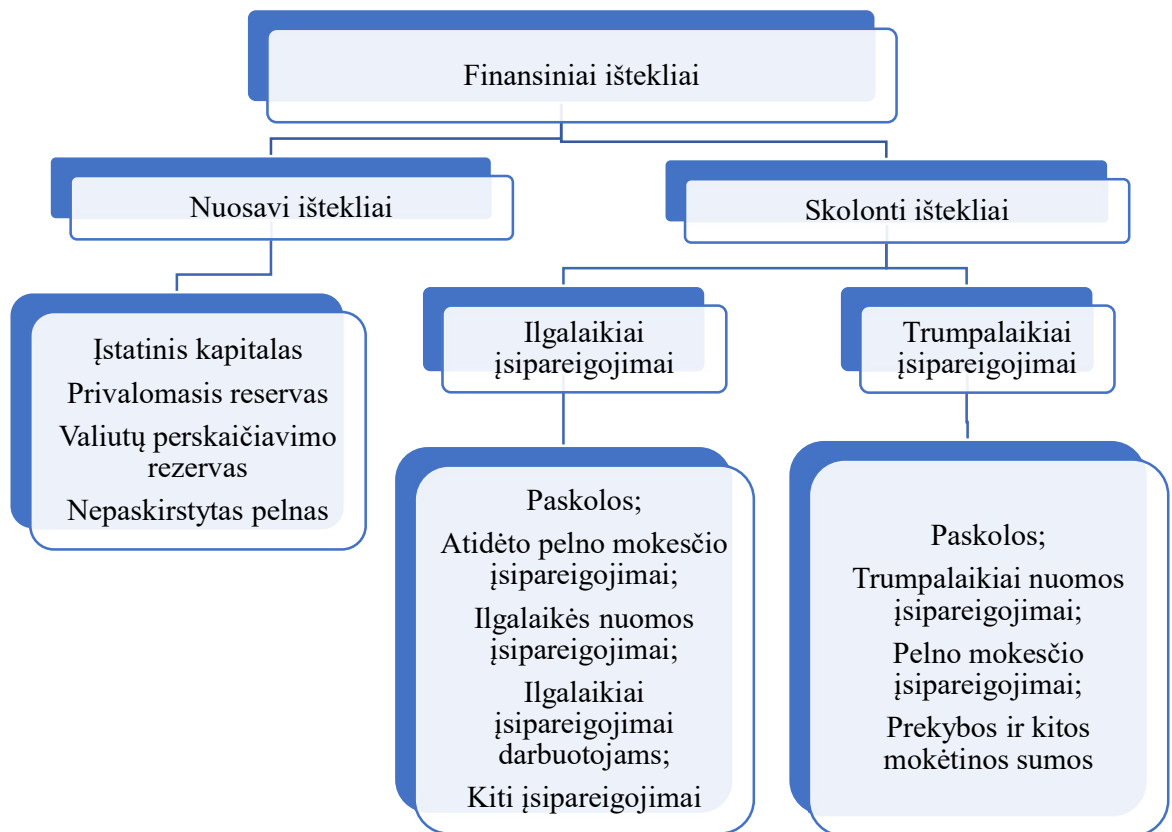 Finansiniai ištekliai
Nuosavi ištekliai
Skolonti ištekliai
Įstatinis kapitalas
Privalomasis reservas
Valiutų perskaičiavimo
rezervas
Nepaskirstytas pelnas
Ilgalaikiai
įsipareigojimai
Trumpalaikiai
įsipareigojimai
Paskolos;
Atidėto pelno mokesčio
įsipareigojimai;
Ilgalaikės nuomos
įsipareigojimai;
Ilgalaikiai
įsipareigojimai
darbuotojams;
Kiti įsipareigojimai
Paskolos;
Trumpalaikiai nuomos
įsipareigojimai;
Pelno mokesčio
įsipareigojimai;
Prekybos ir kitos
mokėtinos sumos